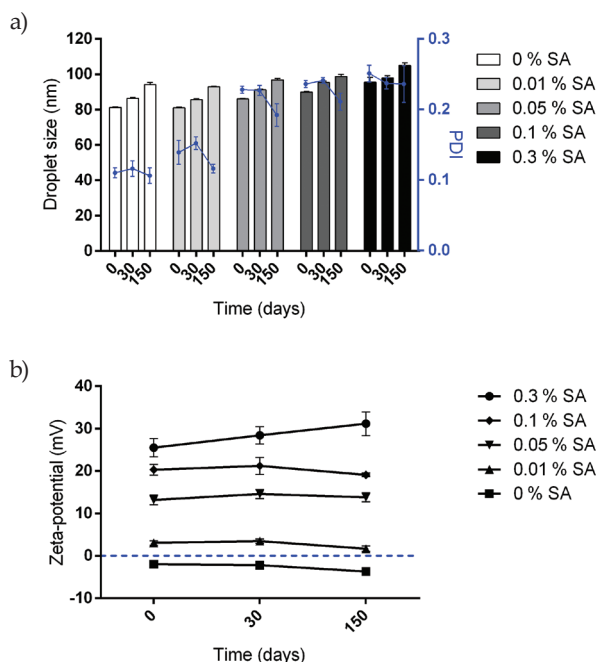 a)
Droplet size (nm)
120
100
80
60
40
20
0
0.3
0.2
0.1
0.0
PDI
0 30 150 0 30 150 0 30 150 0 30 150 0 30 150
Time (days)
0 % SA
0.01 % SA
0.05 % SA
0.1 % SA
0.3 % SA
b)
Zeta-potential (mV)
40
30
20
10
0
-10
0 30 150
Time (days)
0.3 % SA
0.1 % SA
0.05 % SA
0.01 % SA
0 % SA